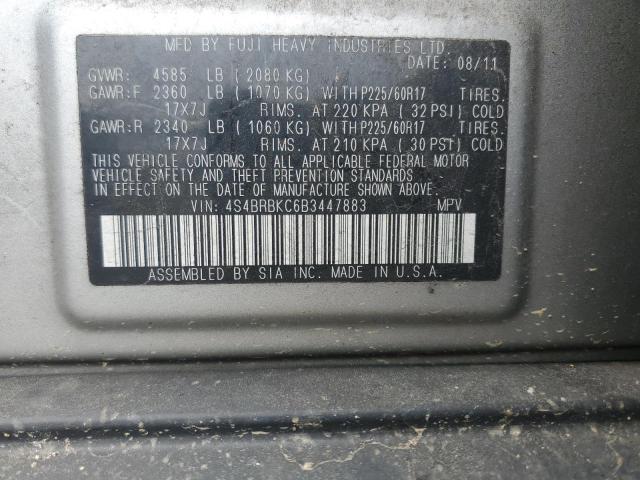 MFD BY FUJI HEAVY INDUSTRIES LTD.
DATE: 08/11
GVWR: 4585 LB (2080 KG)
GAWR:F 2360 LB (1070 KG) WITH P225/60R17 TIRES.
17X7J RIMS. AT 220 KPA (32 PSI) COLD
GAWR:R 2340 LB (1060 KG) WITH P225/60R17 TIRES.
17X7J RIMS. AT 210 KPA (30 PSI) COLD
THIS VEHICLE CONFORMS TO ALL APPLICABLE FEDERAL MOTOR
VEHICLE SAFETY AND THEFT PREVENTION STANDARDS
IN EFFECT ON THE DATE OF MANUFACTURE SHOWN ABOVE.
VIN: 4S4BRBKC6B3447883 MPV
ASSEMBLED BY SIA INC. MADE IN U.S.A.